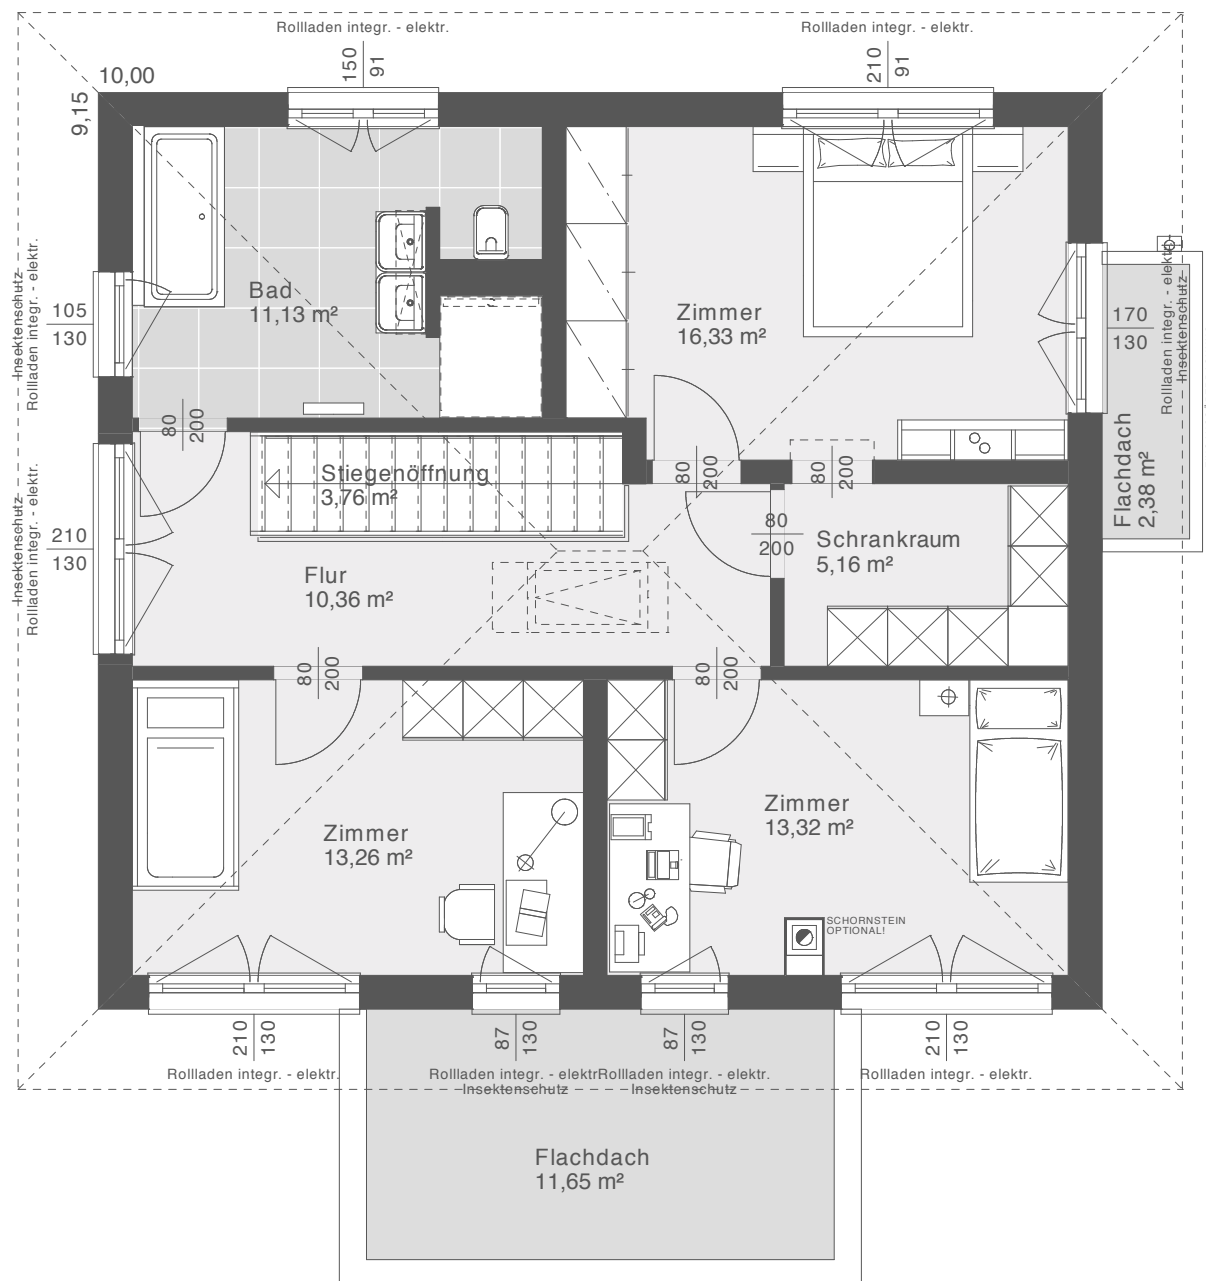 Rollladen integr. - elektr.
150
91
Rollladen integr. - elektr.
210
91
10,00
9,15
Insektenschutz
Rollladen integr. - elektr.
105
130
Bad
11,13 m²
Zimmer
16,33 m²
170
130
Rollladen integr. - elektr.
Insektenschutz
Flachdach
2,38 m²
80
200
Stiegenöffnung
3,76 m²
80
200
80
200
Insektenschutz
Rollladen integr. - elektr.
210
130
80
200
Schrankraum
5,16 m²
Flur
10,36 m²
80
200
80
200
Zimmer
13,26 m²
Zimmer
13,32 m²
SCHORNSTEIN
OPTIONAL!
210
130
87
130
87
130
210
130
Rollladen integr. - elektr.
Rollladen integr. - elektr.
Insektenschutz
Rollladen integr. - elektr.
Insektenschutz
Rollladen integr. - elektr.
Flachdach
11,65 m²